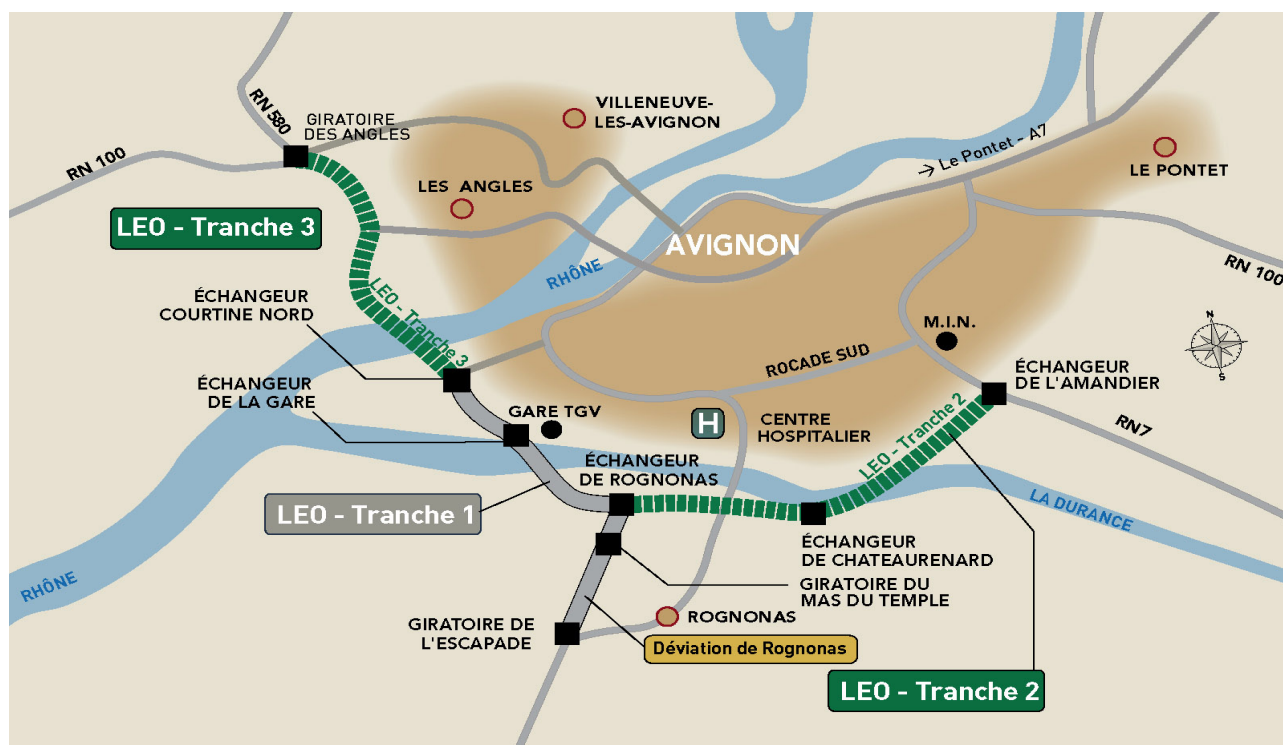 VILLENEUVE-
LES-AVIGNON
RN 580
GIRATOIRE
DES ANGLES
RN 100
→ Le Pontet - A7
LE PONTET
LES ANGLES
LEO - Tranche 3
AVIGNON
RHÔNE
RN 100
ÉCHANGEUR
COURTINE NORD
LEO - Tranche 3
M.I.N.
N
S
ROCADE SUD
ÉCHANGEUR
DE L'AMANDIER
ÉCHANGEUR
DE LA GARE
GARE TGV
H
CENTRE
HOSPITALIER
LEO - Tranche 2
RN7
ÉCHANGEUR
DE ROGNONAS
LEO - Tranche 1
LA DURANCE
ÉCHANGEUR
DE CHATEAURENARD
RHÔNE
GIRATOIRE DU
MAS DU TEMPLE
GIRATOIRE DE
L'ESCAPADE
ROGNONAS
Déviation de Rognonas
LEO - Tranche 2